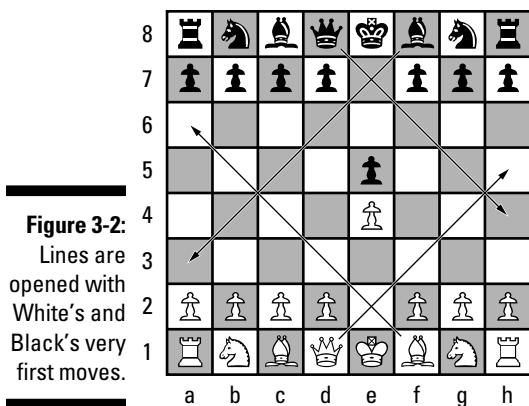 Figure 3-2:
Lines are
opened with
White’s and
Black’s very
first moves.
8
7
6
5
4
3
2
1
a b c d e f g h